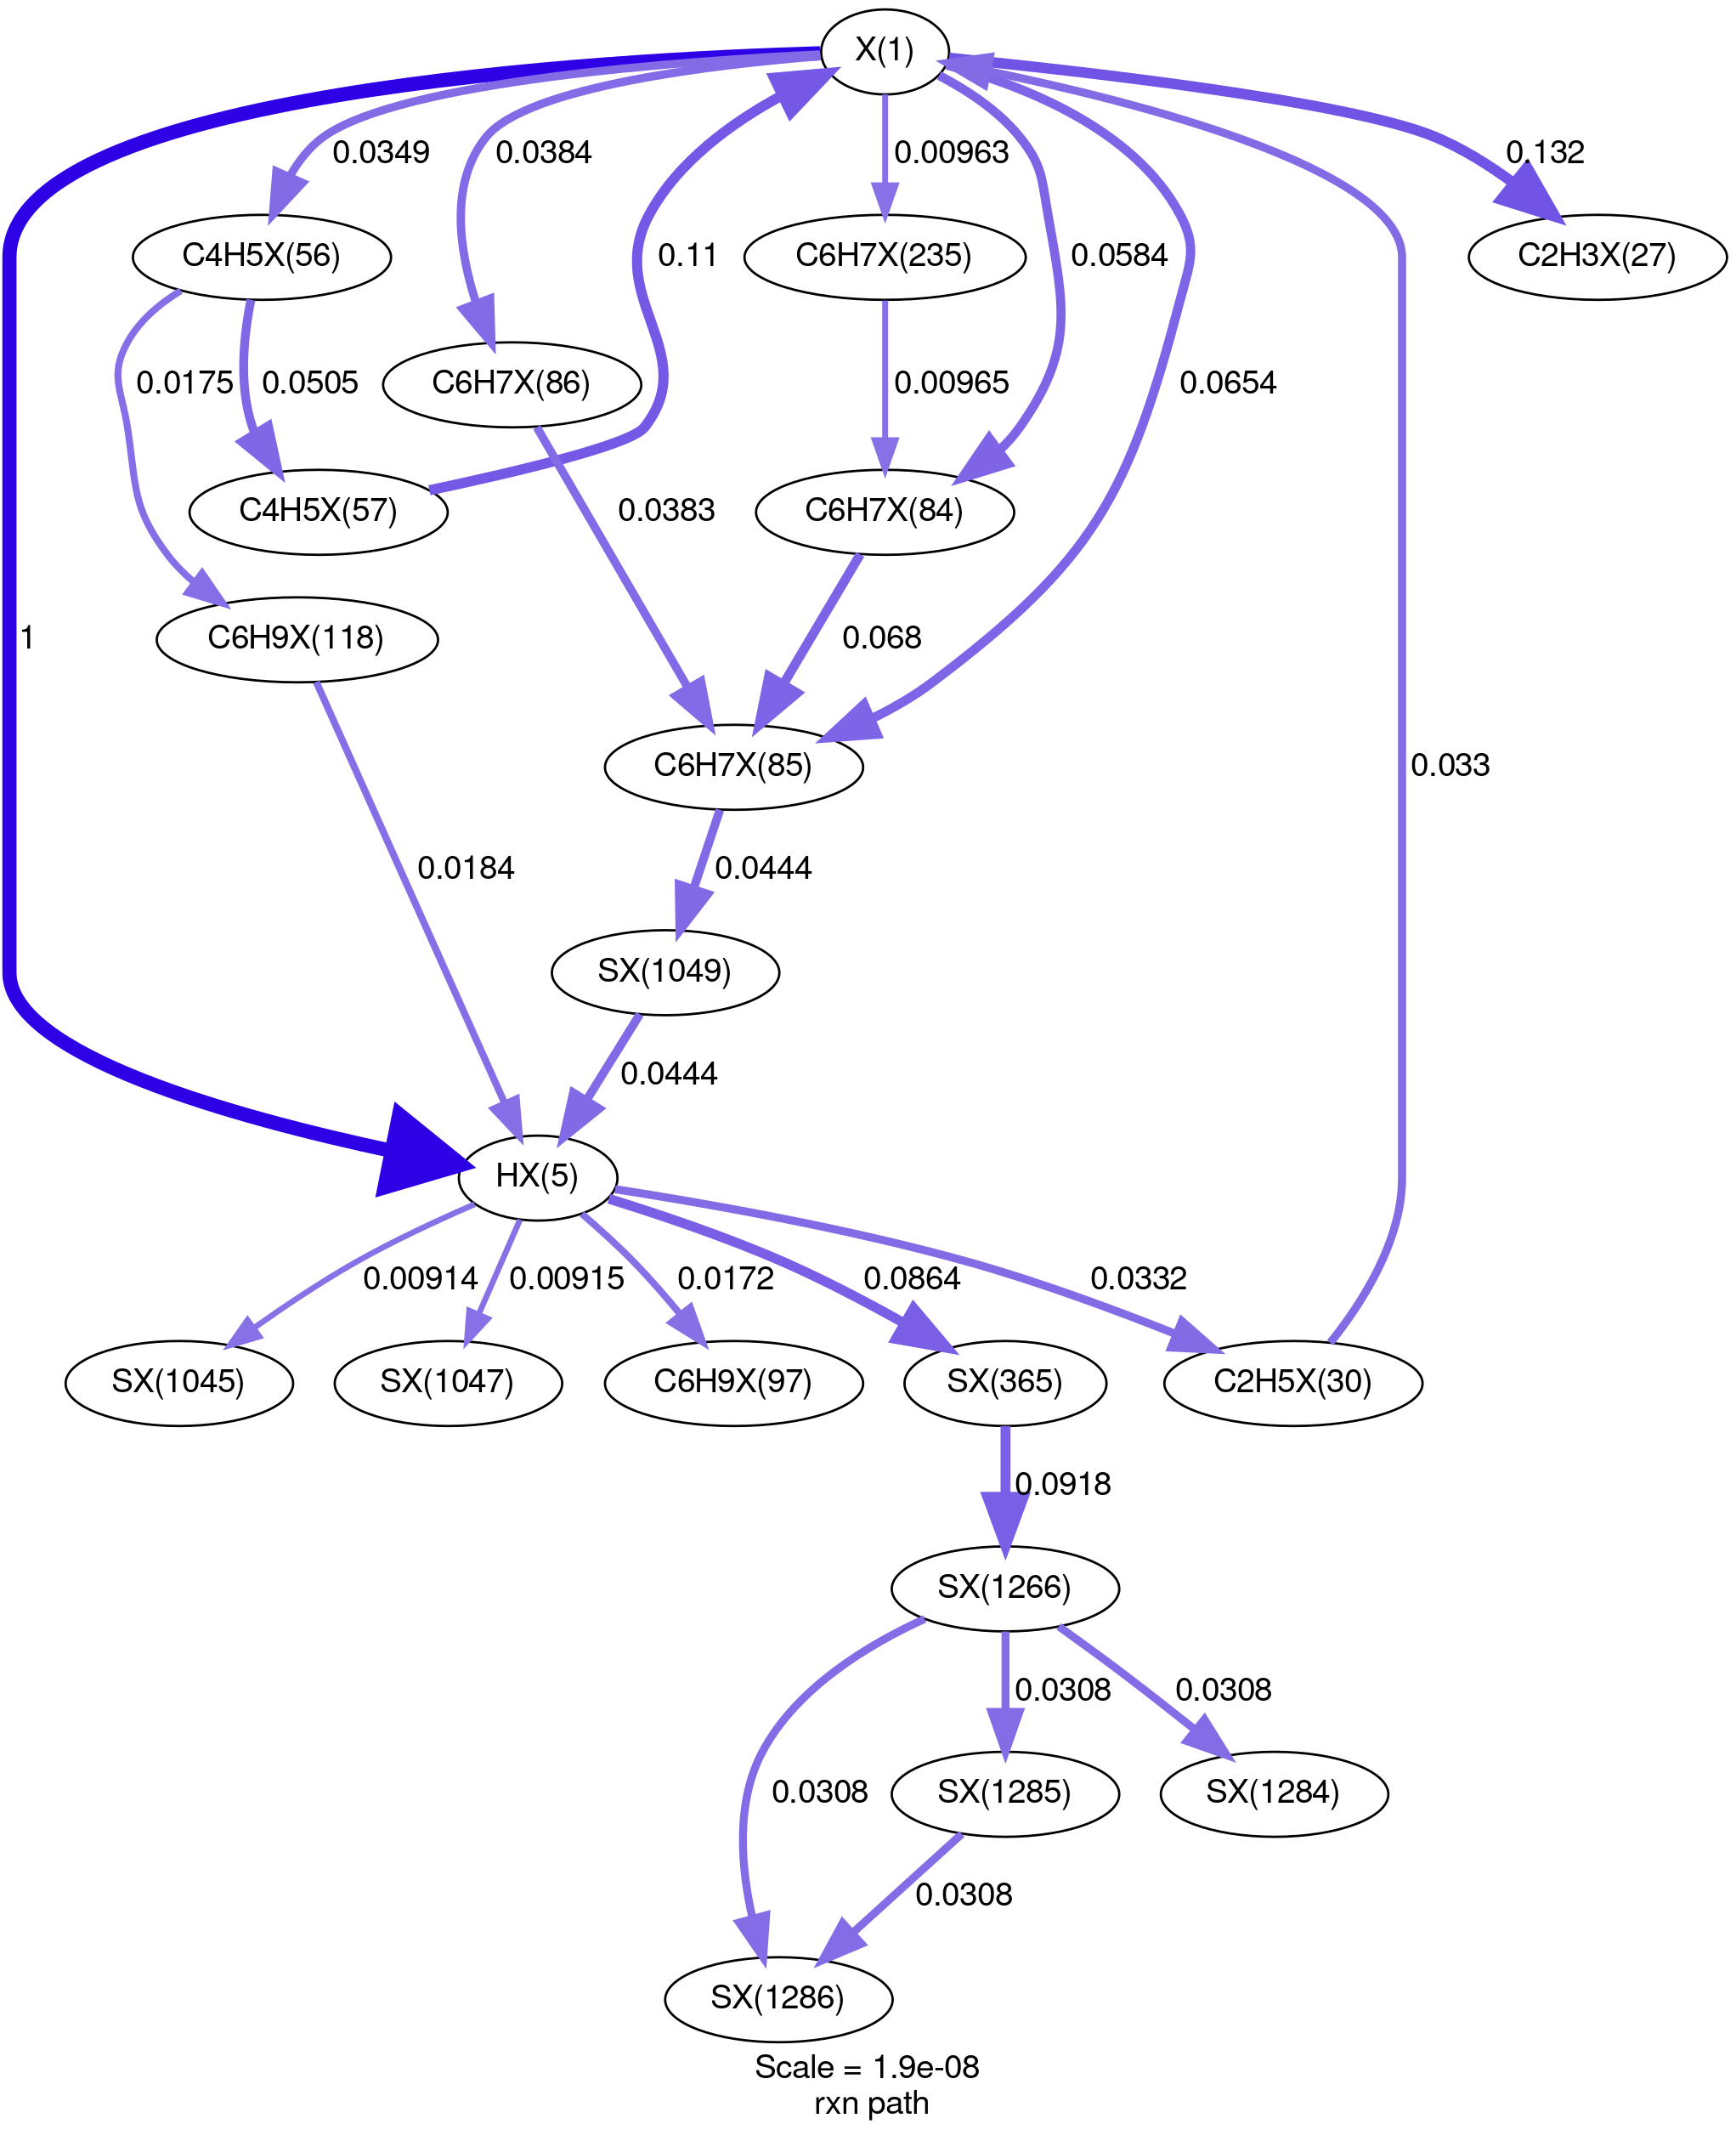 X(1)
0.0349
0.0384
0.00963
0.132
C4H5X(56)
C6H7X(235)
0.0584
C2H3X(27)
0.11
0.0175
0.0505
C6H7X(86)
0.00965
0.0654
C4H5X(57)
0.0383
C6H7X(84)
1
C6H9X(118)
0.068
C6H7X(85)
0.033
0.0184
0.0444
SX(1049)
0.0444
HX(5)
0.00914
0.00915
0.0172
0.0864
0.0332
SX(1045)
SX(1047)
C6H9X(97)
SX(365)
C2H5X(30)
0.0918
SX(1266)
0.0308
0.0308
0.0308
SX(1285)
SX(1284)
0.0308
SX(1286)
Scale = 1.9e-08
rxn path